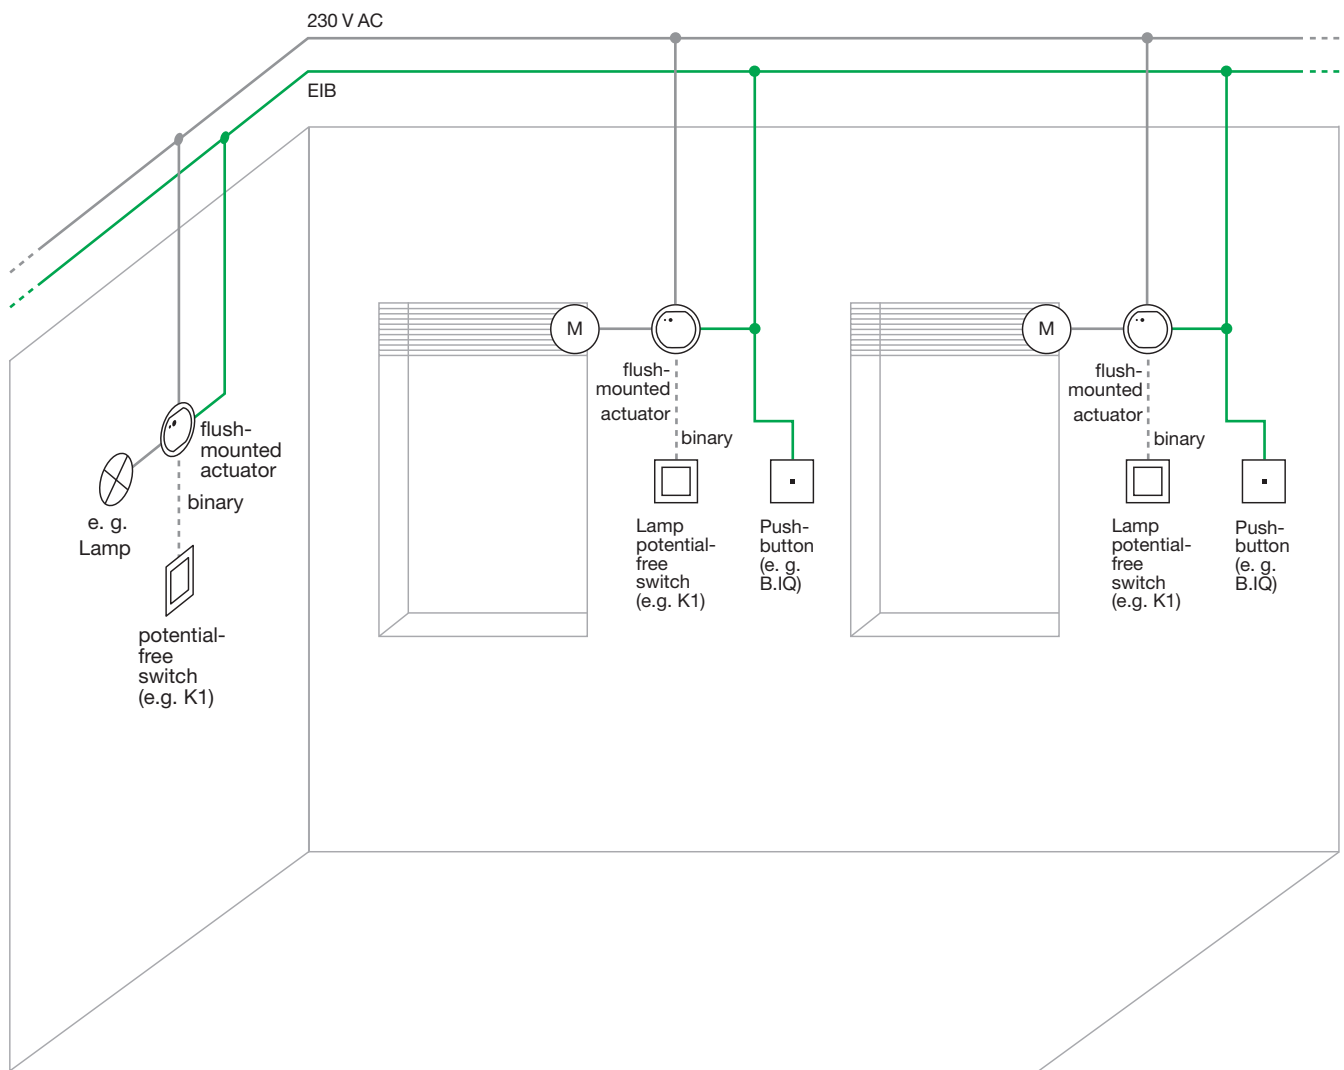 230 V AC
EIB
flush-
mounted
actuator
binary
e. g.
Lamp
potential-
free
switch
(e.g. K1)
M
flush-
mounted
actuator
binary
Lamp
potential-
free
switch
(e.g. K1)
Push-
button
(e. g.
B.IQ)
M
flush-
mounted
actuator
binary
Lamp
potential-
free
switch
(e.g. K1)
Push-
button
(e. g.
B.IQ)